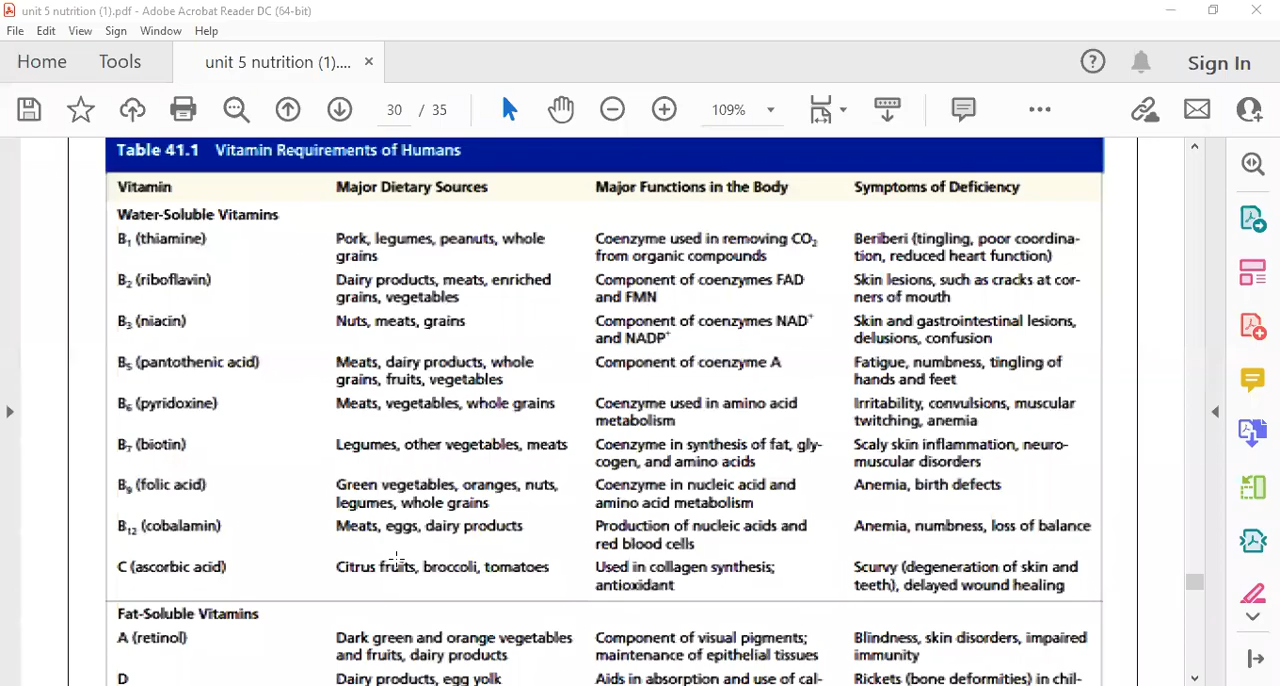 unit 5 nutrition (1).pdf - Adobe Acrobat Reader DC (64-bit)
File Edit View Sign Window Help
Home Tools unit 5 nutrition (1).... × Sign In
30 / 35 109%
Table 41.1 Vitamin Requirements of Humans
Vitamin Major Dietary Sources Major Functions in the Body Symptoms of Deficiency
Water-Soluble Vitamins
B₁ (thiamine) Pork, legumes, peanuts, whole Coenzyme used in removing CO₂ Beriberi (tingling, poor coordina-
grains from organic compounds tion, reduced heart function)
B₂ (riboflavin) Dairy products, meats, enriched Component of coenzymes FAD Skin lesions, such as cracks at cor-
grains, vegetables and FMN ners of mouth
B₃ (niacin) Nuts, meats, grains Component of coenzymes NAD⁺ Skin and gastrointestinal lesions,
and NADP⁺ delusions, confusion
B₅ (pantothenic acid) Meats, dairy products, whole Component of coenzyme A Fatigue, numbness, tingling of
grains, fruits, vegetables hands and feet
B₆ (pyridoxine) Meats, vegetables, whole grains Coenzyme used in amino acid Irritability, convulsions, muscular
metabolism twitching, anemia
B₇ (biotin) Legumes, other vegetables, meats Coenzyme in synthesis of fat, gly- Scaly skin inflammation, neuro-
cogen, and amino acids muscular disorders
B₉ (folic acid) Green vegetables, oranges, nuts, Coenzyme in nucleic acid and Anemia, birth defects
legumes, whole grains amino acid metabolism
B₁₂ (cobalamin) Meats, eggs, dairy products Production of nucleic acids and Anemia, numbness, loss of balance
red blood cells
C (ascorbic acid) Citrus fruits, broccoli, tomatoes Used in collagen synthesis; Scurvy (degeneration of skin and
antioxidant teeth), delayed wound healing
Fat-Soluble Vitamins
A (retinol) Dark green and orange vegetables Component of visual pigments; Blindness, skin disorders, impaired
and fruits, dairy products maintenance of epithelial tissues immunity
D Dairy products, egg yolk Aids in absorption and use of cal- Rickets (bone deformities) in chil-